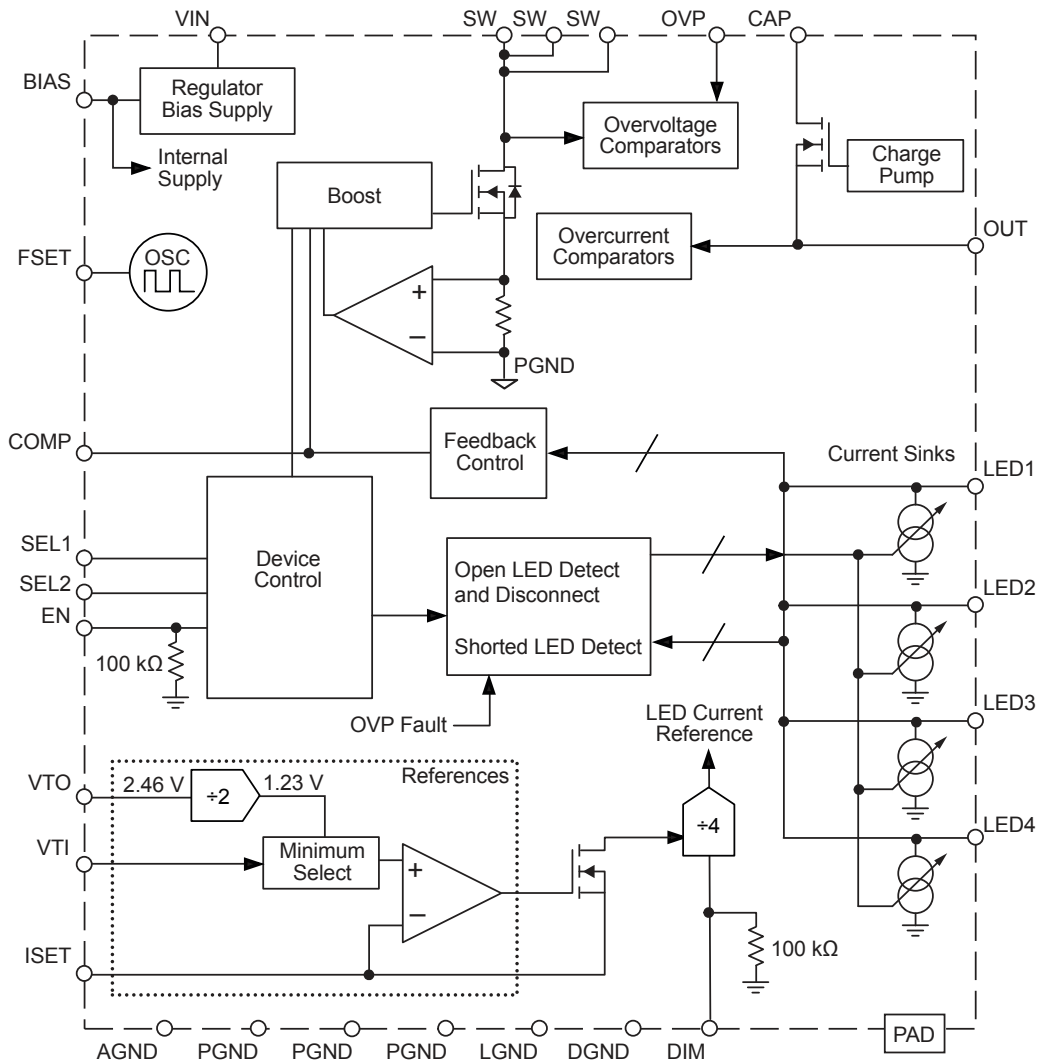 VIN
SW
SW
SW
OVP
CAP
BIAS
Regulator
Bias Supply
Internal
Supply
Overvoltage
Comparators
Charge
Pump
Boost
Overcurrent
Comparators
OUT
FSET
OSC
+
−
PGND
COMP
Feedback
Control
Current Sinks
LED1
SEL1
SEL2
EN
100 kΩ
Device
Control
Open LED Detect
and Disconnect
Shorted LED Detect
LED2
OVP Fault
LED Current
Reference
LED3
References
VTO
2.46 V
÷2
1.23 V
÷4
LED4
VTI
Minimum
Select
+
−
100 kΩ
ISET
PAD
AGND
PGND
PGND
PGND
LGND
DGND
DIM